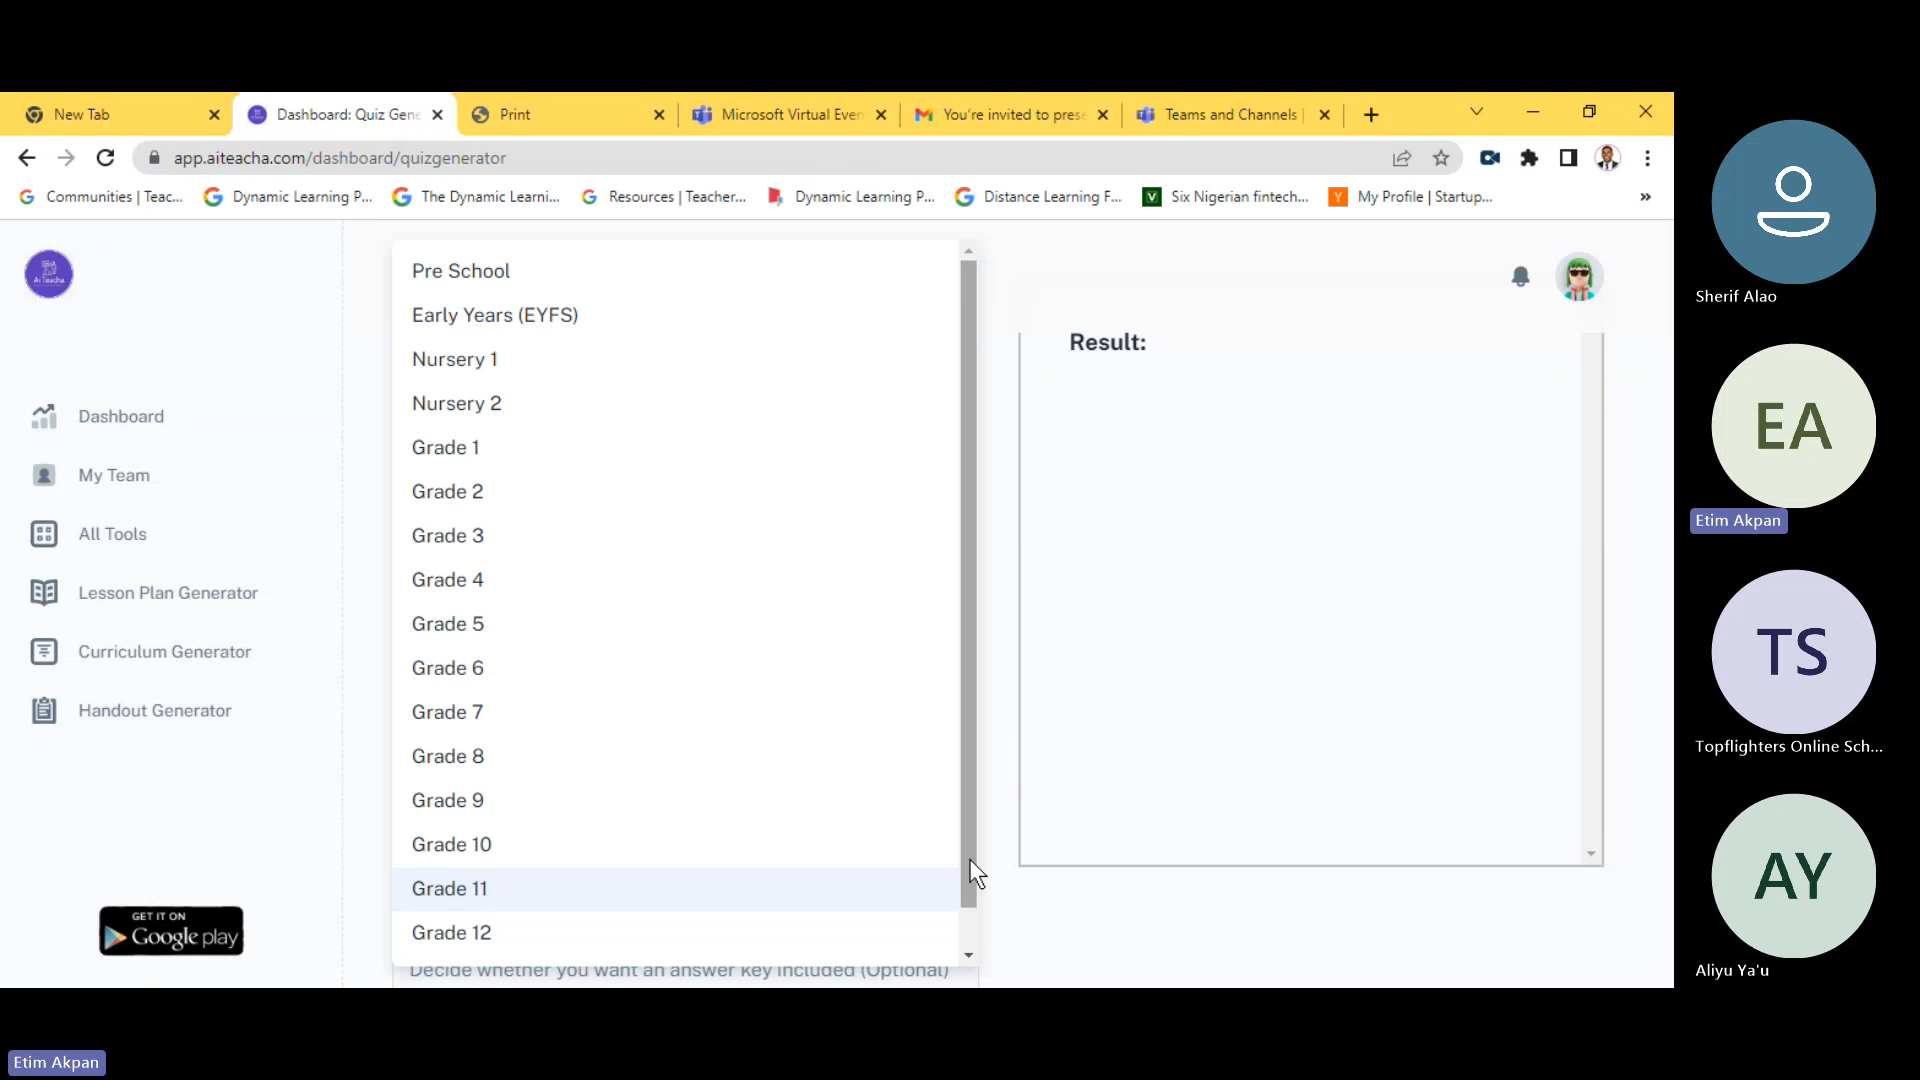 New Tab
Dashboard: Quiz Gene
Print
Microsoft Virtual Even
You're invited to prese
Teams and Channels |
app.aiteacha.com/dashboard/quizgenerator
Communities | Teac...
Dynamic Learning P...
The Dynamic Learni...
Resources | Teacher...
Dynamic Learning P...
Distance Learning F...
Six Nigerian fintech...
My Profile | Startup...
»
Ai Teacha
Dashboard
My Team
All Tools
Lesson Plan Generator
Curriculum Generator
Handout Generator
GET IT ON
Google play
Pre School
Early Years (EYFS)
Nursery 1
Nursery 2
Grade 1
Grade 2
Grade 3
Grade 4
Grade 5
Grade 6
Grade 7
Grade 8
Grade 9
Grade 10
Grade 11
Grade 12
Decide whether you want an answer key included (Optional)
Result:
Sherif Alao
EA
Etim Akpan
TS
Topflighters Online Sch...
AY
Aliyu Ya'u
Etim Akpan